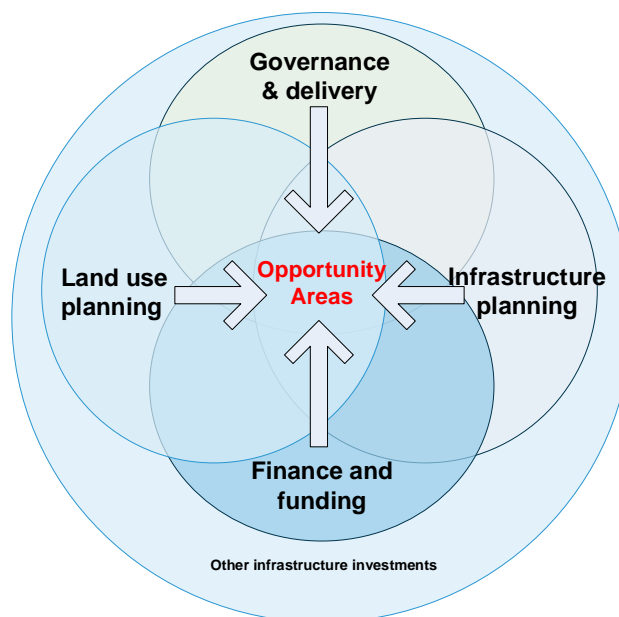 Governance
& delivery
Land use
planning
Opportunity
Areas
Infrastructure
planning
Finance and
funding
Other infrastructure investments